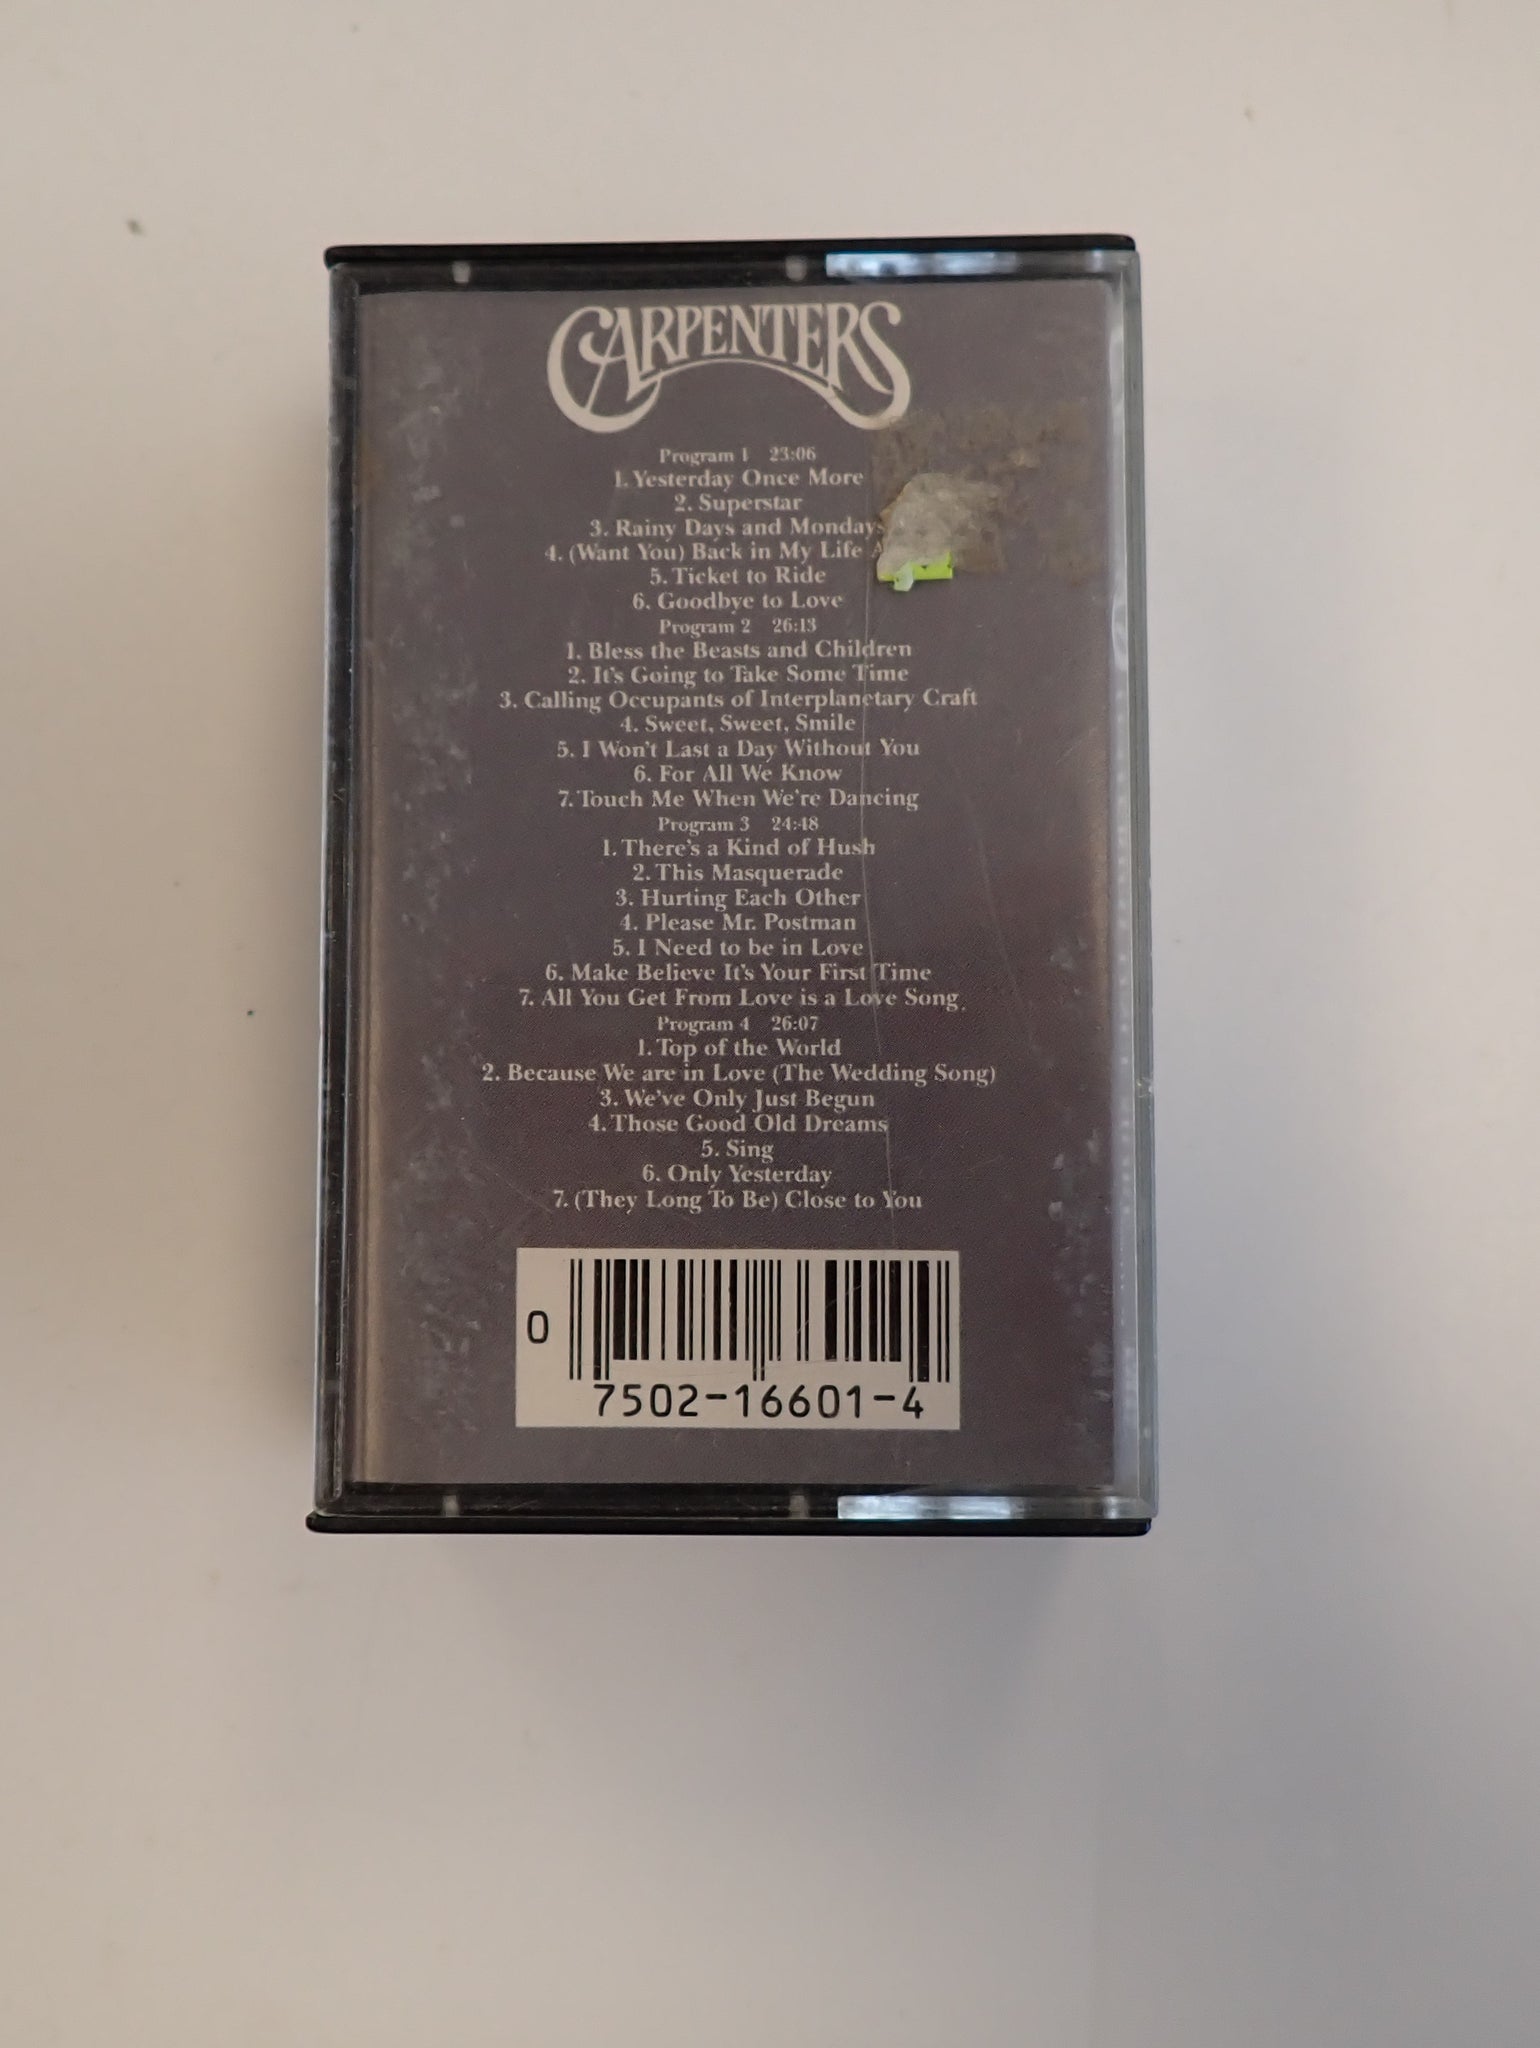 CARPENTERS
Program 1 23:06
1. Yesterday Once More
2. Superstar
3. Rainy Days and Mondays
4. (Want You) Back in My Life
5. Ticket to Ride
6. Goodbye to Love
Program 2 26:13
1. Bless the Beasts and Children
2. It's Going to Take Some Time
3. Calling Occupants of Interplanetary Craft
4. Sweet, Sweet, Smile
5. I Won't Last a Day Without You
6. For All We Know
7. Touch Me When We're Dancing
Program 3 24:48
1. There's a Kind of Hush
2. This Masquerade
3. Hurting Each Other
4. Please Mr. Postman
5. I Need to be in Love
6. Make Believe It's Your First Time
7. All You Get From Love is a Love Song
Program 4 26:07
1. Top of the World
2. Because We are in Love (The Wedding Song)
3. We've Only Just Begun
4. Those Good Old Dreams
5. Sing
6. Only Yesterday
7. (They Long To Be) Close to You
0 7502-16601-4